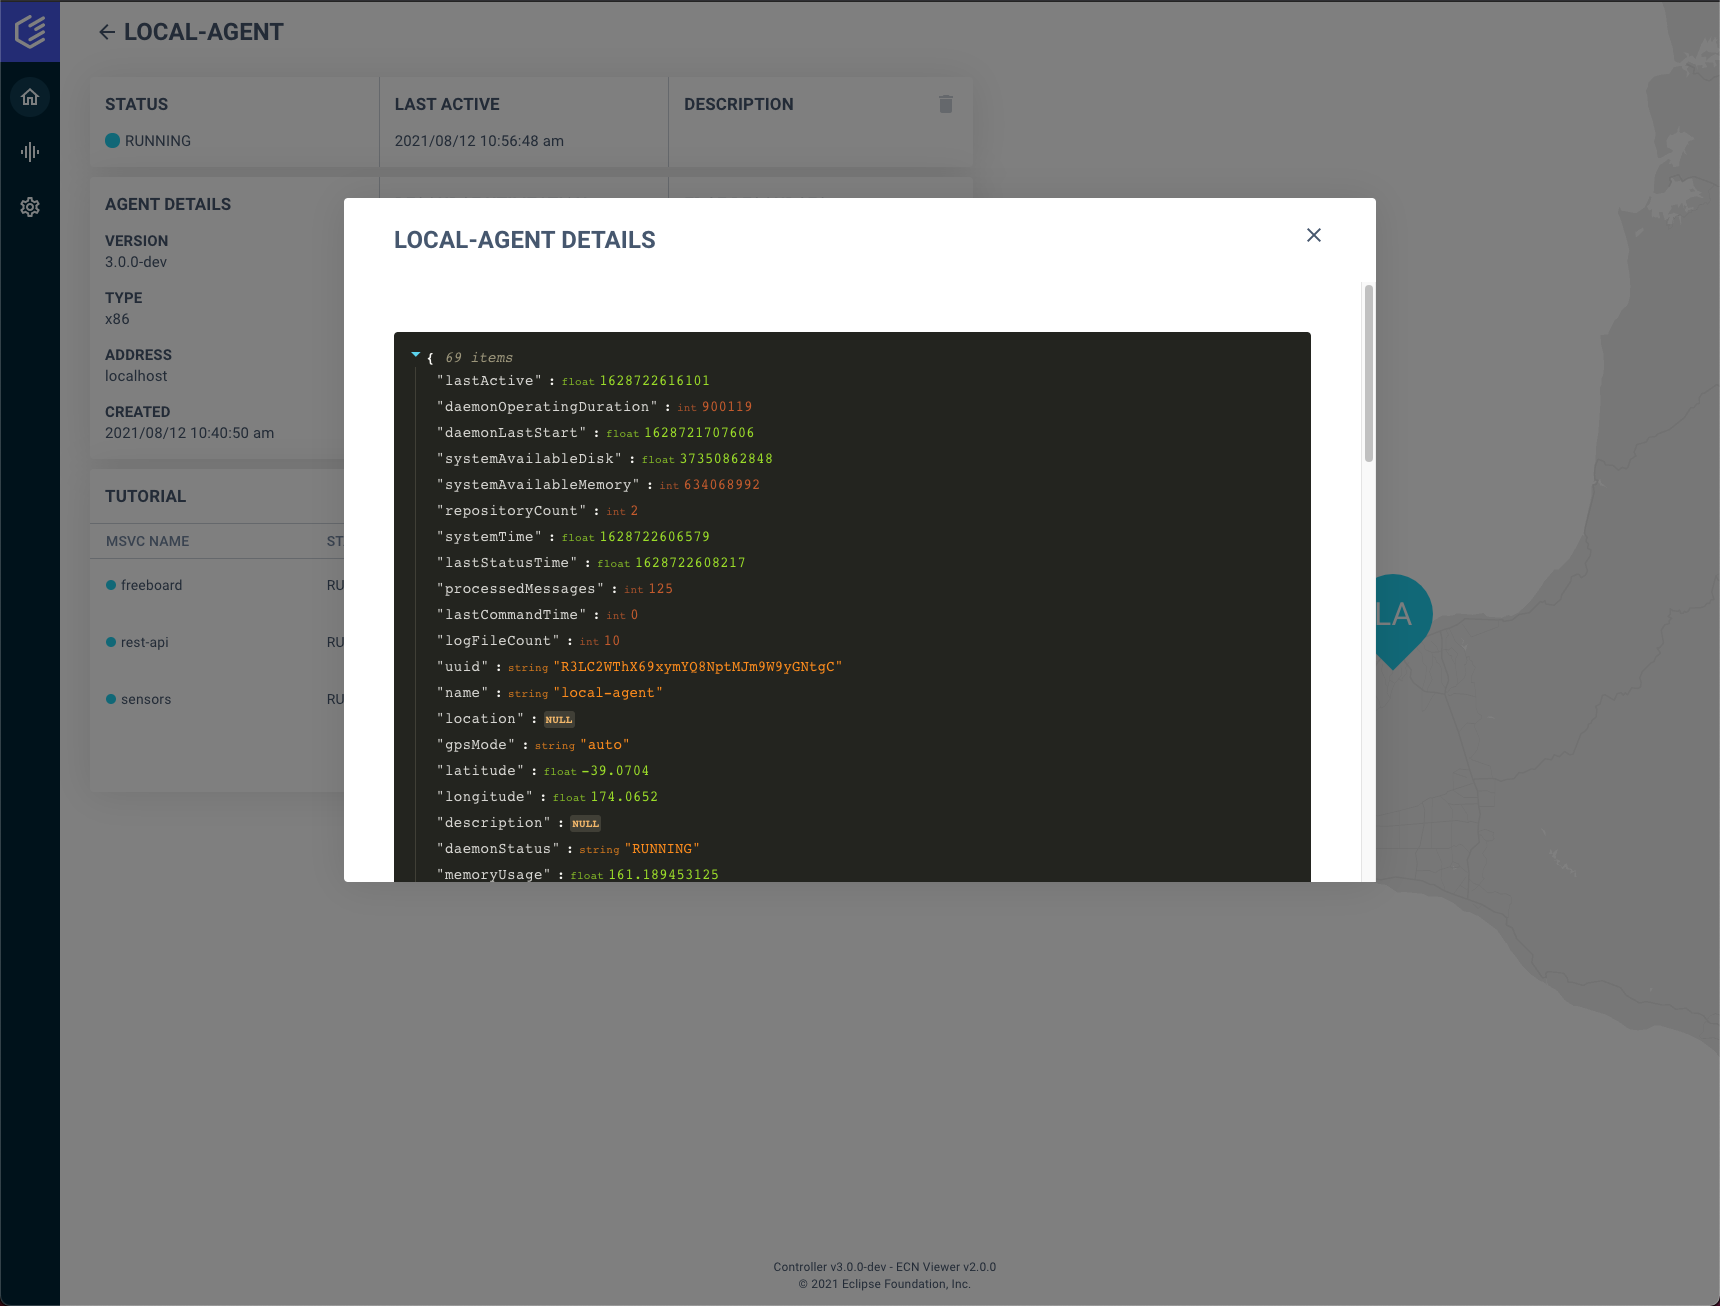 LOCAL-AGENT
STATUS
RUNNING
LAST ACTIVE
2021/08/12 10:56:48 am
DESCRIPTION
AGENT DETAILS
VERSION
3.0.0-dev
TYPE
x86
ADDRESS
localhost
CREATED
2021/08/12 10:40:50 am
TUTORIAL
MSVC NAME ST
freeboard RU
rest-api RU
sensors RU
LOCAL-AGENT DETAILS
{ 69 items
"lastActive" : float 1628722616101
"daemonOperatingDuration" : int 900119
"daemonLastStart" : float 1628721707606
"systemAvailableDisk" : float 37350862848
"systemAvailableMemory" : int 634068992
"repositoryCount" : int 2
"systemTime" : float 1628722606579
"lastStatusTime" : float 1628722608217
"processedMessages" : int 125
"lastCommandTime" : int 0
"logFileCount" : int 10
"uuid" : string "R3LC2WThX69xymYQ8NptMJm9W9yGNtgC"
"name" : string "local-agent"
"location" : NULL
"gpsMode" : string "auto"
"latitude" : float -39.0704
"longitude" : float 174.0652
"description" : NULL
"daemonStatus" : string "RUNNING"
"memoryUsage" : float 161.189453125
LA
Controller v3.0.0-dev - ECN Viewer v2.0.0
© 2021 Eclipse Foundation, Inc.